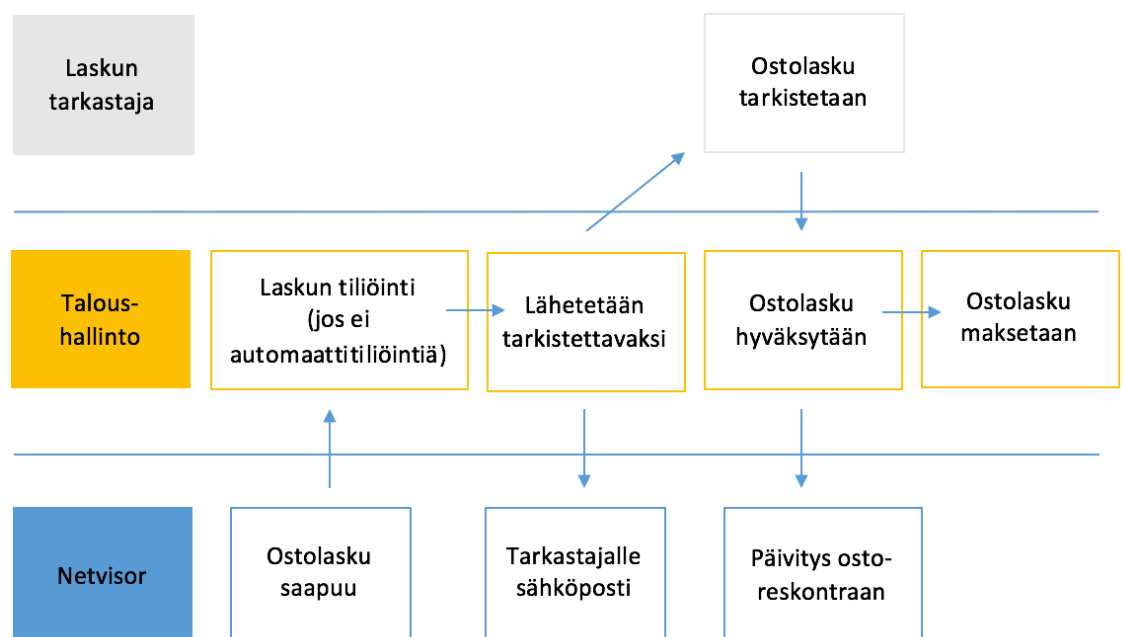 Laskun
tarkastaja
Ostolasku
tarkistetaan
Talous-
hallinto
Laskun tiliöinti
(jos ei
automaattitiliöintiä)
Lähetetään
tarkistettavaksi
Ostolasku
hyväksytään
Ostolasku
maksetaan
Netvisor
Ostolasku
saapuu
Tarkastajalle
sähköposti
Päivitys osto-
reskontraan